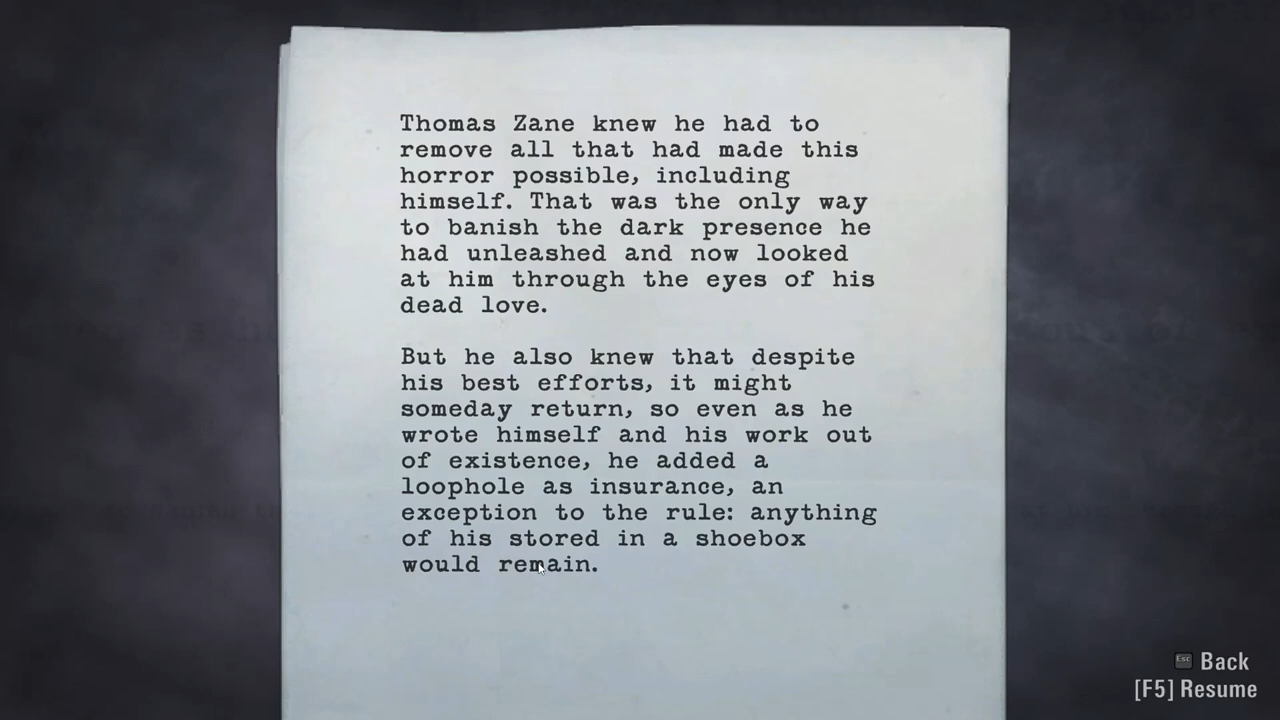 Thomas Zane knew he had to
remove all that had made this
horror possible, including
himself. That was the only way
to banish the dark presence he
had unleashed and now looked
at him through the eyes of his
dead love.
But he also knew that despite
his best efforts, it might
someday return, so even as he
wrote himself and his work out
of existence, he added a
loophole as insurance, an
exception to the rule: anything
of his stored in a shoebox
would remain.
Esc Back
[F5] Resume